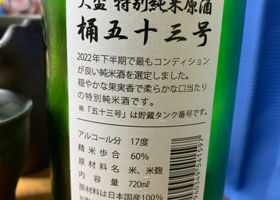 大盃 特別純米原酒
桶五十三号
2022年下半期で最もコンディション
が良い純米酒を選定しました。
穏やかな果実香で柔らかな口当たり
の特別純米酒です。
※「五十三号」は貯蔵タンク番号です。
アルコール分 17度
精米歩合 60%
原材料名 米、米麹
内容量 720㎖
原材料米は日本国産100%